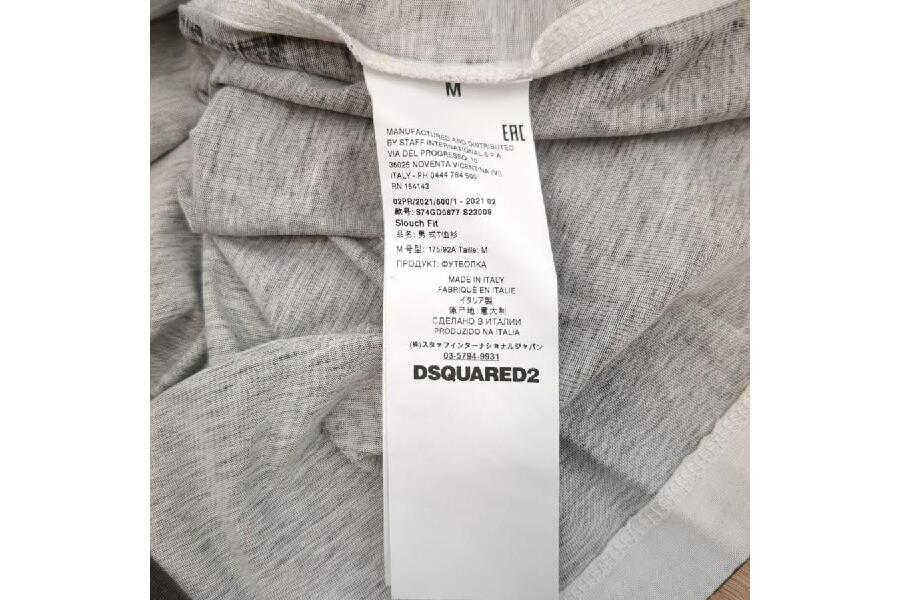 M
EAC
MANUFACTURED AND DISTRIBUTED
BY STAFF INTERNATIONAL S.P.A.
VIA DEL PROGRESSO, 10
36025 NOVENTA VICENTINA (VI)
ITALY - PH 0444 784 500
RN 154143
02PR/2021/600/1 - 2021 02
款号: S74GD0877 S23009
Slouch Fit
品名: 男 式T恤衫
M 号型: 175/92A Taille: M
ПРОДУКТ: ФУТБОЛКА
MADE IN ITALY
FABRIQUÉ EN ITALIE
イタリア製
原产地: 意大利
СДЕЛАНО В ИТАЛИИ
PRODUZIDO NA ITALIA
(株)スタッフインターナショナルジャパン
03-5794-9931
DSQUARED2